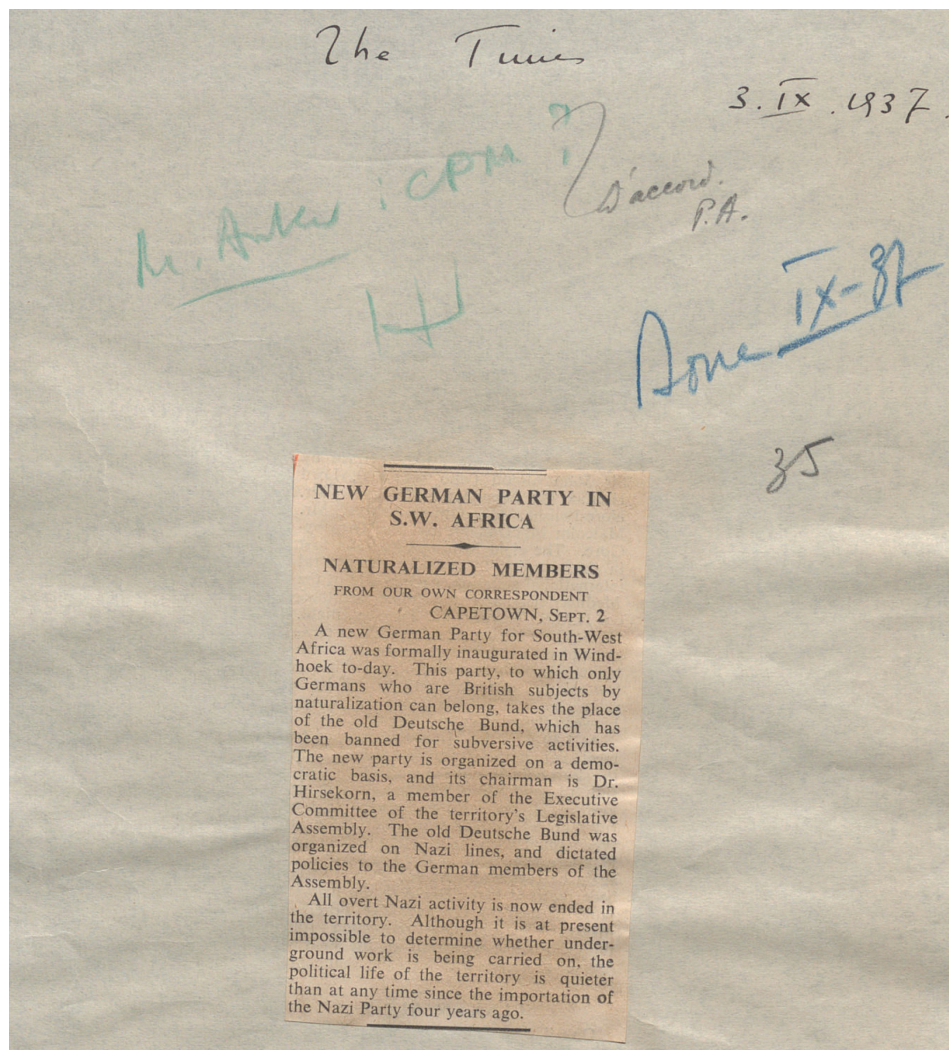 The Times
3.IX.1937.
M. Anker : CPM ?
D'accord.
P.A.
Done IX-37
35
NEW GERMAN PARTY IN
S.W. AFRICA
NATURALIZED MEMBERS
FROM OUR OWN CORRESPONDENT
CAPETOWN, SEPT. 2
A new German Party for South-West
Africa was formally inaugurated in Wind-
hoek to-day. This party, to which only
Germans who are British subjects by
naturalization can belong, takes the place
of the old Deutsche Bund, which has
been banned for subversive activities.
The new party is organized on a demo-
cratic basis, and its chairman is Dr.
Hirsekorn, a member of the Executive
Committee of the territory's Legislative
Assembly. The old Deutsche Bund was
organized on Nazi lines, and dictated
policies to the German members of the
Assembly.
All overt Nazi activity is now ended in
the territory. Although it is at present
impossible to determine whether under-
ground work is being carried on, the
political life of the territory is quieter
than at any time since the importation of
the Nazi Party four years ago.